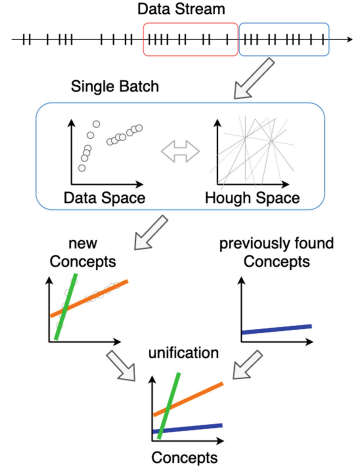 Data Stream
Single Batch
Data Space
Hough Space
new
Concepts
previously found
Concepts
unification
Concepts